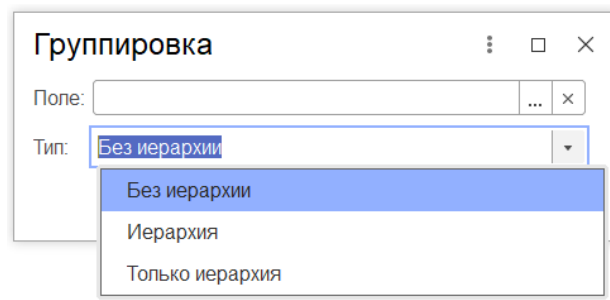 Группировка
Поле: ...
Тип: Без иерархии
Без иерархии
Иерархия
Только иерархия